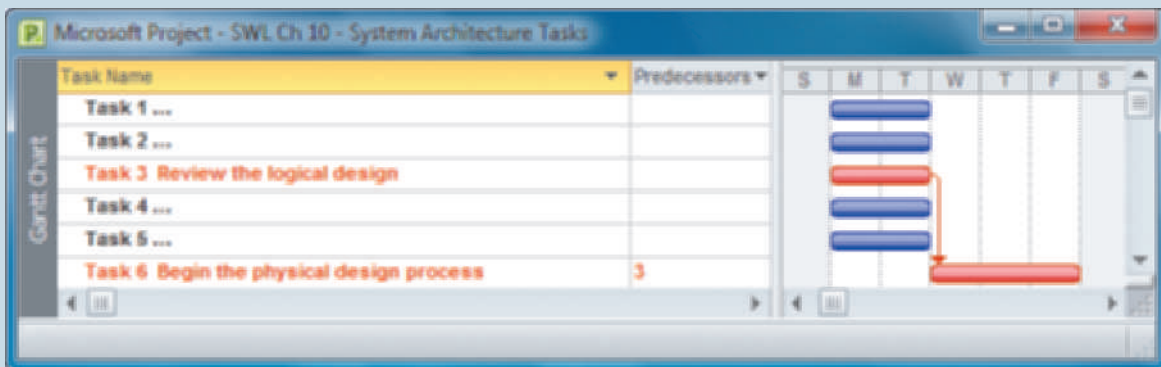 Microsoft Project - SWL Ch 10 - System Architecture Tasks
Task Name Predecessors S M T W T F S
Task 1 ...
Task 2 ...
Task 3 Review the logical design
Task 4 ...
Task 5 ...
Task 6 Begin the physical design process 3
Gantt Chart